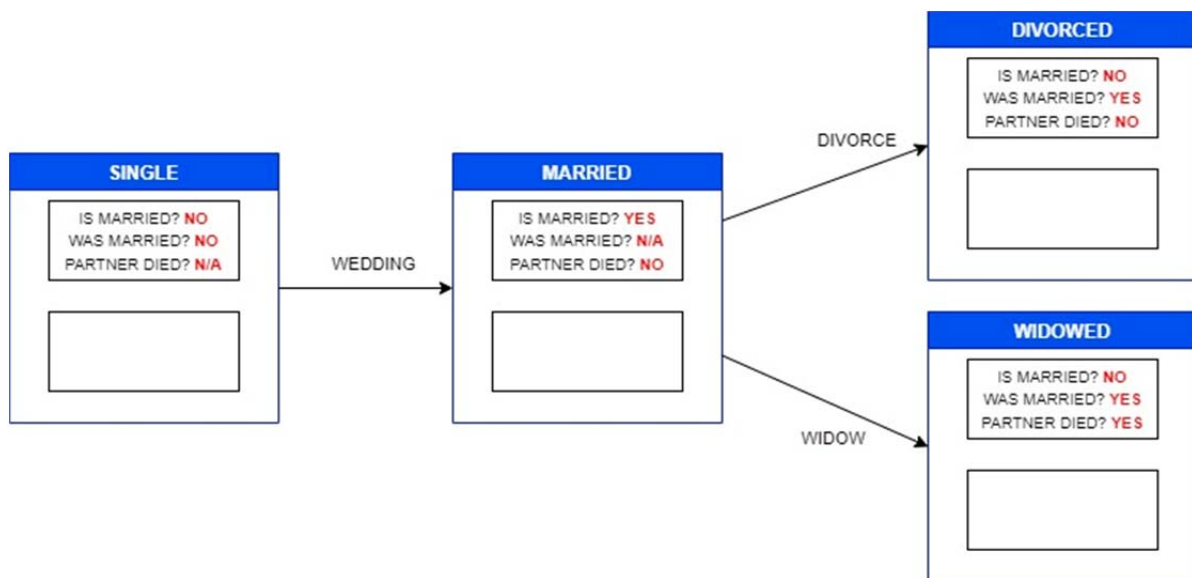 SINGLE
IS MARRIED? NO
WAS MARRIED? NO
PARTNER DIED? N/A
WEDDING
MARRIED
IS MARRIED? YES
WAS MARRIED? N/A
PARTNER DIED? NO
DIVORCE
DIVORCED
IS MARRIED? NO
WAS MARRIED? YES
PARTNER DIED? NO
WIDOW
WIDOWED
IS MARRIED? NO
WAS MARRIED? YES
PARTNER DIED? YES